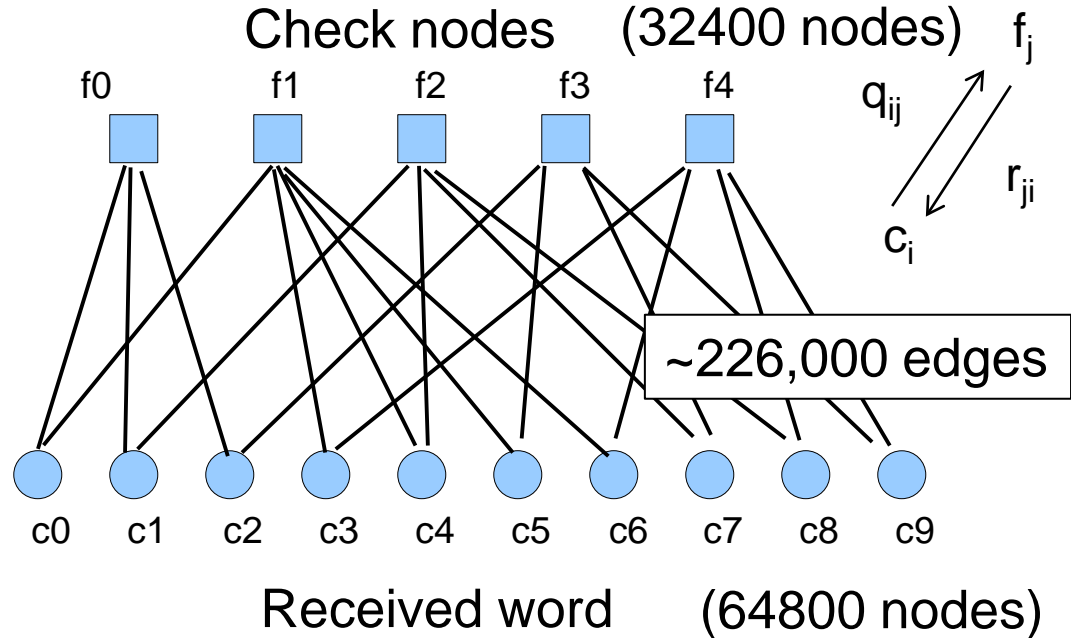 Check nodes (32400 nodes)
f0 f1 f2 f3 f4
fj
qij
rji
ci
~226,000 edges
c0 c1 c2 c3 c4 c5 c6 c7 c8 c9
Received word (64800 nodes)